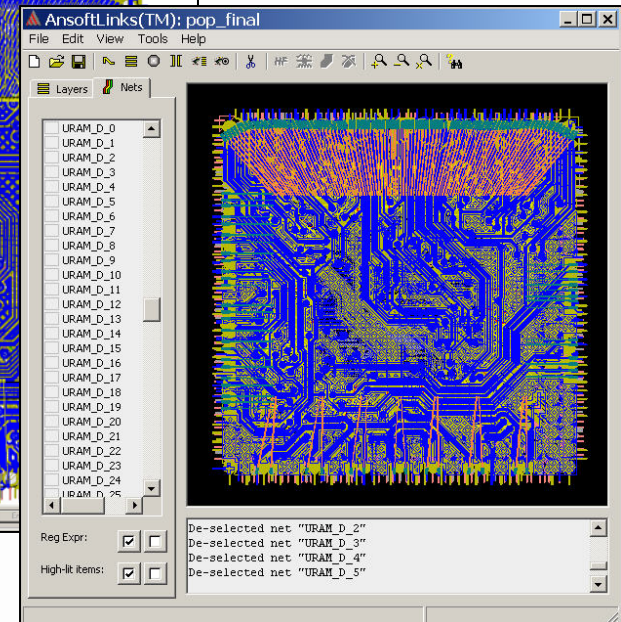 AnsoftLinks(TM): pop_final
File Edit View Tools Help
HF
Layers Nets
URAM_D_0
URAM_D_1
URAM_D_2
URAM_D_3
URAM_D_4
URAM_D_5
URAM_D_6
URAM_D_7
URAM_D_8
URAM_D_9
URAM_D_10
URAM_D_11
URAM_D_12
URAM_D_13
URAM_D_14
URAM_D_15
URAM_D_16
URAM_D_17
URAM_D_18
URAM_D_19
URAM_D_20
URAM_D_21
URAM_D_22
URAM_D_23
URAM_D_24
URAM_D_25
Reg Expr:
High-lit items:
De-selected net "URAM_D_2"
De-selected net "URAM_D_3"
De-selected net "URAM_D_4"
De-selected net "URAM_D_5"